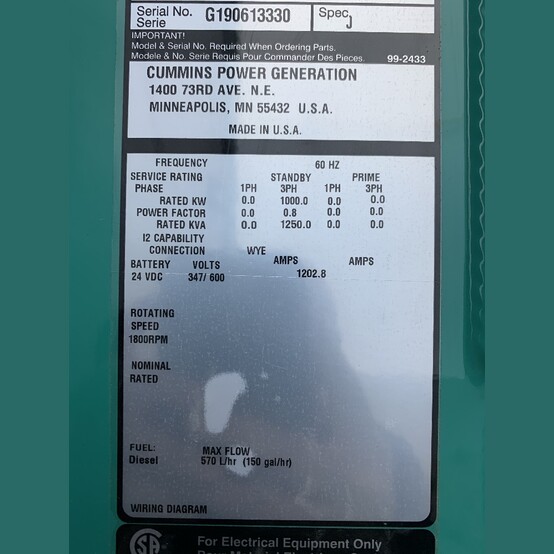 Serial No. G190613330 Spec.
Serie J
IMPORTANT!
Model & Serial No. Required When Ordering Parts.
Modele & No. Serie Requis Pour Commander Des Pieces. 99-2433
CUMMINS POWER GENERATION
1400 73RD AVE. N.E.
MINNEAPOLIS, MN 55432 U.S.A.
MADE IN U.S.A.
FREQUENCY 60 HZ
SERVICE RATING STANDBY PRIME
PHASE 1PH 3PH 1PH 3PH
RATED KW 0.0 1000.0 0.0 0.0
POWER FACTOR 0.0 0.8 0.0 0.0
RATED KVA 0.0 1250.0 0.0 0.0
I2 CAPABILITY
CONNECTION WYE
BATTERY VOLTS AMPS AMPS
24 VDC 347/ 600 1202.8
ROTATING
SPEED
1800RPM
NOMINAL
RATED
FUEL: MAX FLOW
Diesel 570 L/hr (150 gal/hr)
WIRING DIAGRAM
For Electrical Equipment Only